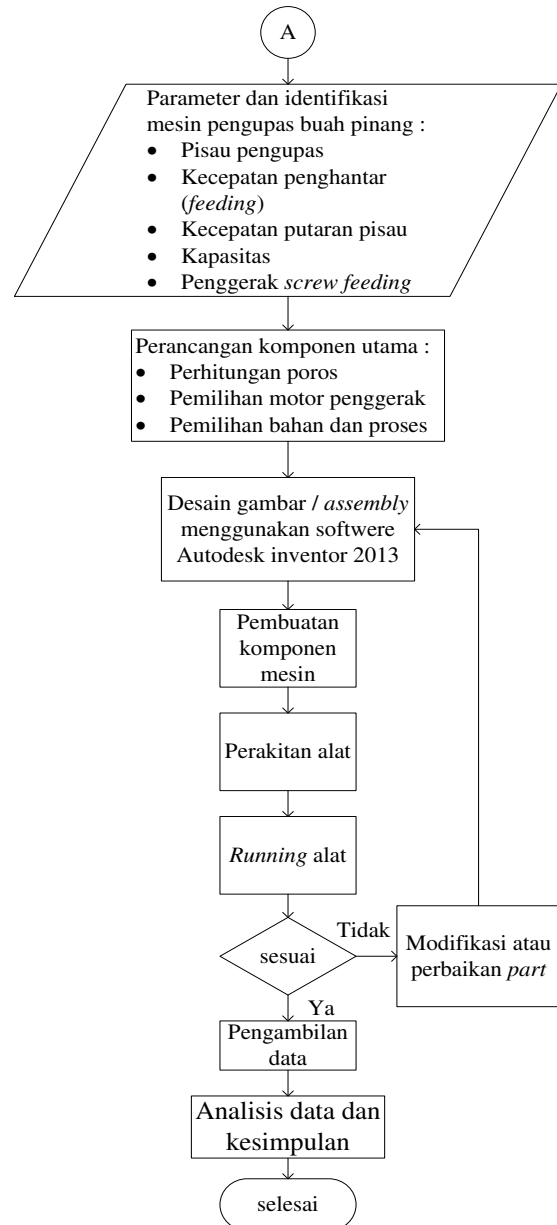 A
Parameter dan identifikasi
mesin pengupas buah pinang :
• Pisau pengupas
• Kecepatan penghantar
(feeding)
• Kecepatan putaran pisau
• Kapasitas
• Penggerak screw feeding
Perancangan komponen utama :
• Perhitungan poros
• Pemilihan motor penggerak
• Pemilihan bahan dan proses
Desain gambar / assembly
menggunakan softwere
Autodesk inventor 2013
Pembuatan
komponen
mesin
Perakitan alat
Running alat
sesuai
Tidak
Modifikasi atau
perbaikan part
Ya
Pengambilan
data
Analisis data dan
kesimpulan
selesai